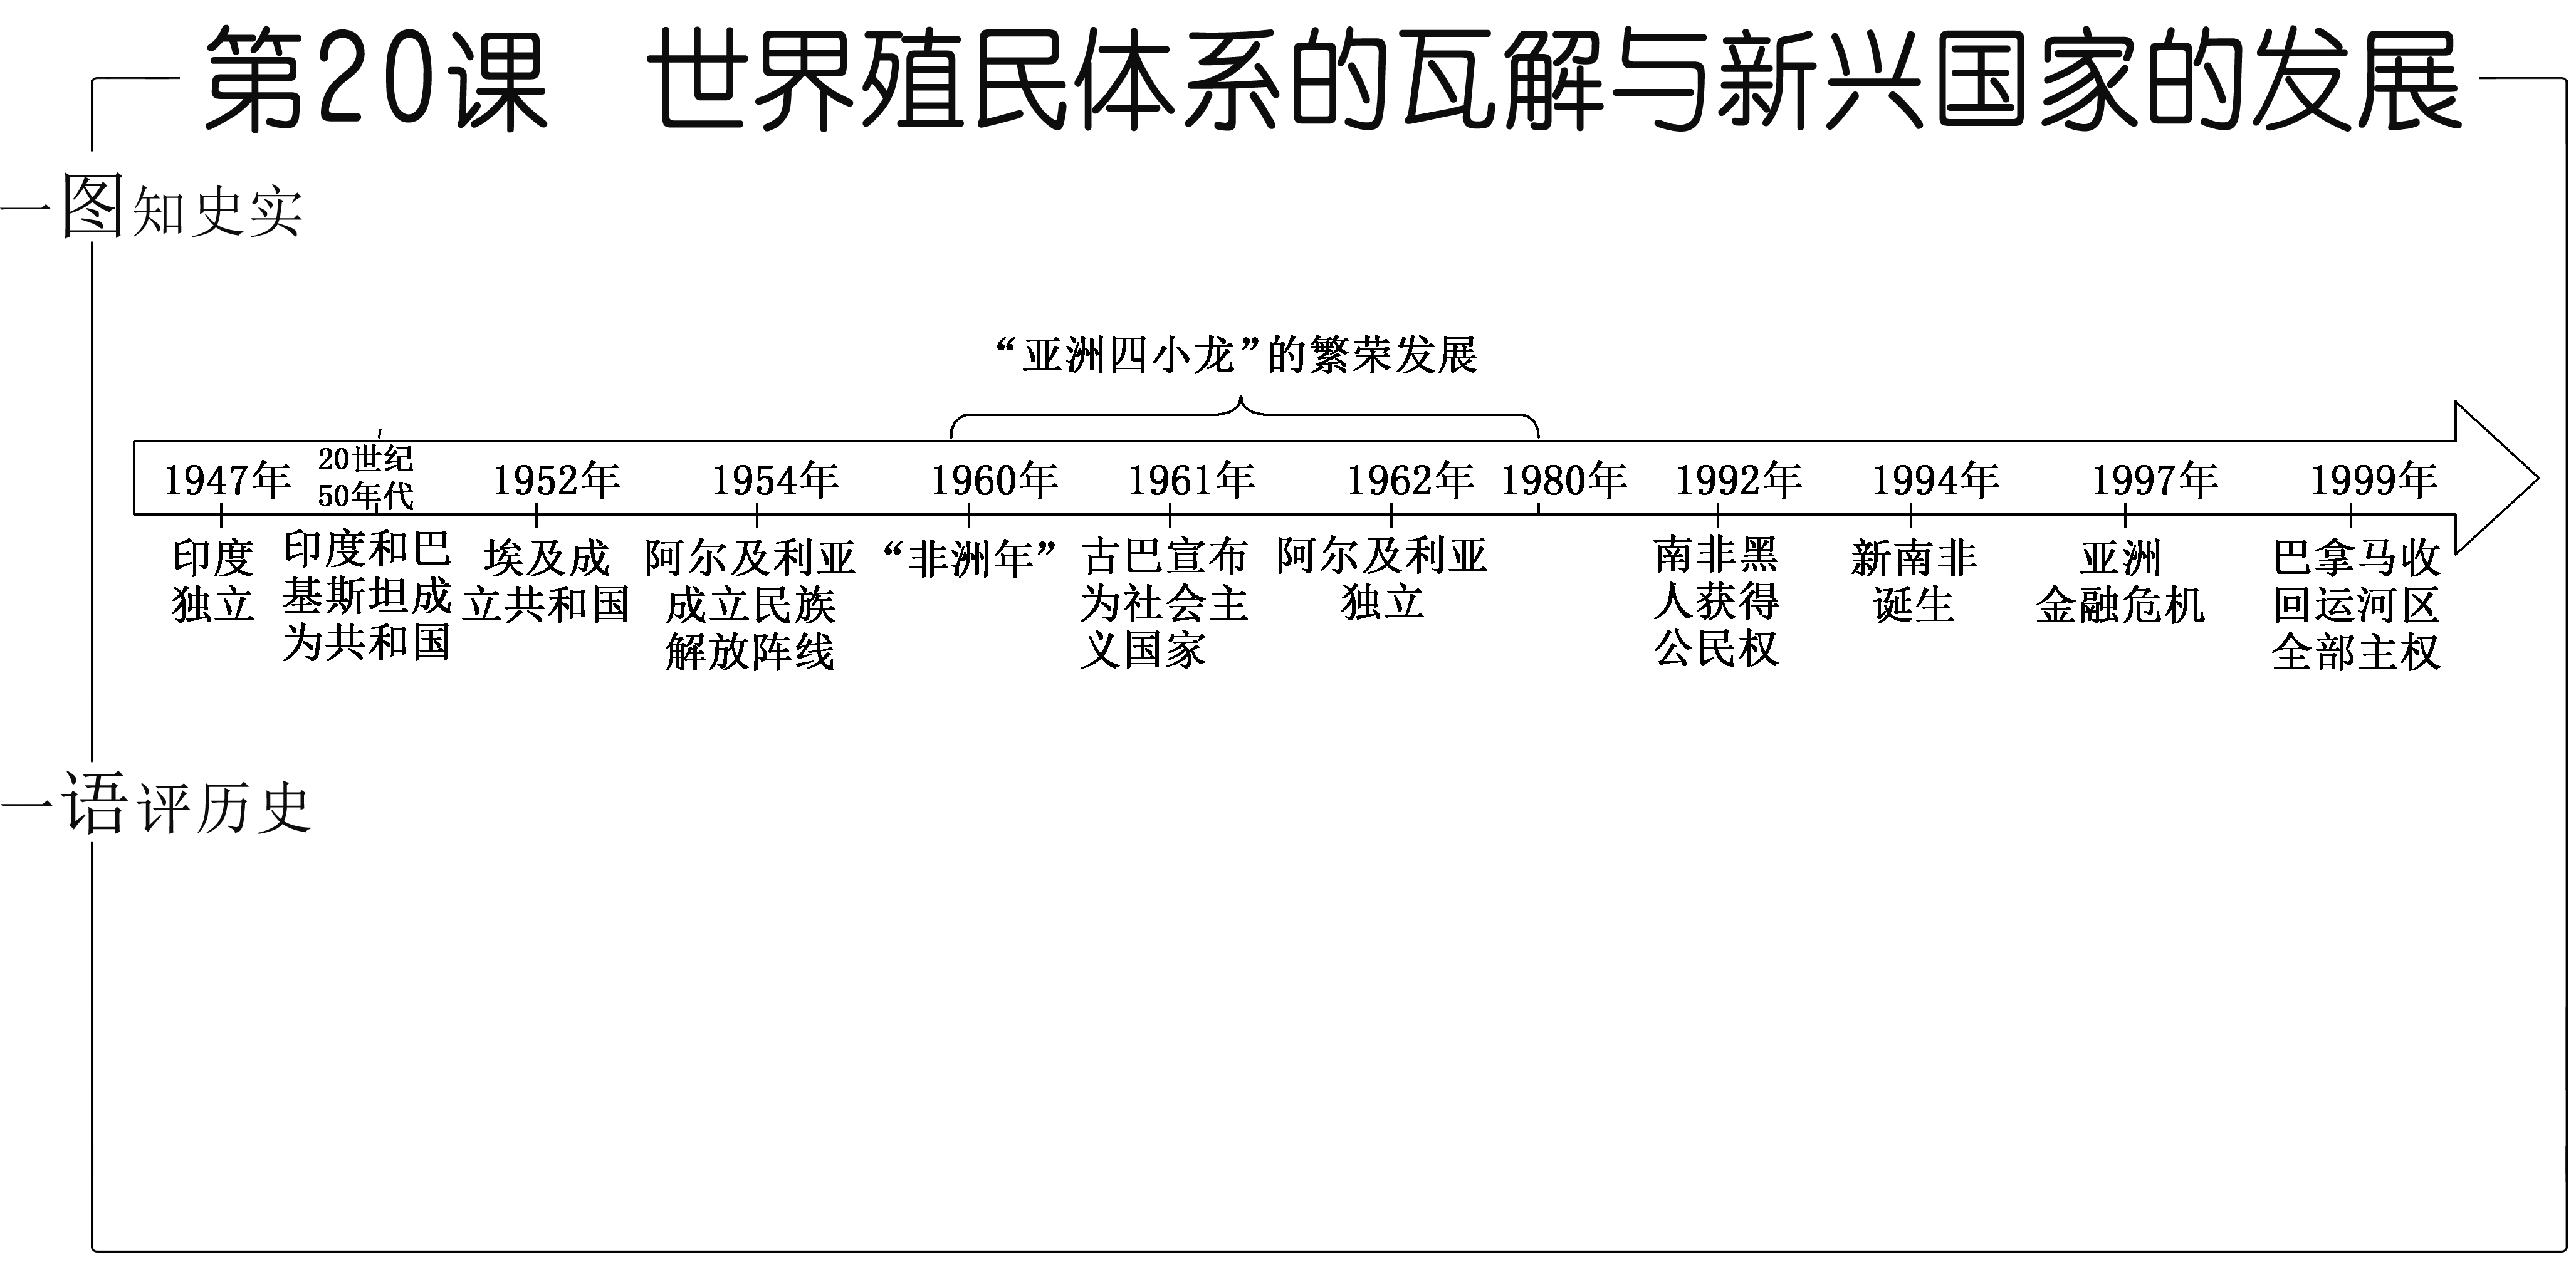 第20课 世界殖民体系的瓦解与新兴国家的发展
一图知史实
“亚洲四小龙”的繁荣发展
1947年
20世纪
50年代
1952年
1954年
1960年
1961年
1962年
1980年
1992年
1994年
1997年
1999年
印度
独立
印度和巴
基斯坦成
为共和国
埃及成
立共和国
阿尔及利亚
成立民族
解放阵线
“非洲年”
古巴宣布
为社会主
义国家
阿尔及利亚
独立
南非黑
人获得
公民权
新南非
诞生
亚洲
金融危机
巴拿马收
回运河区
全部主权
一语评历史